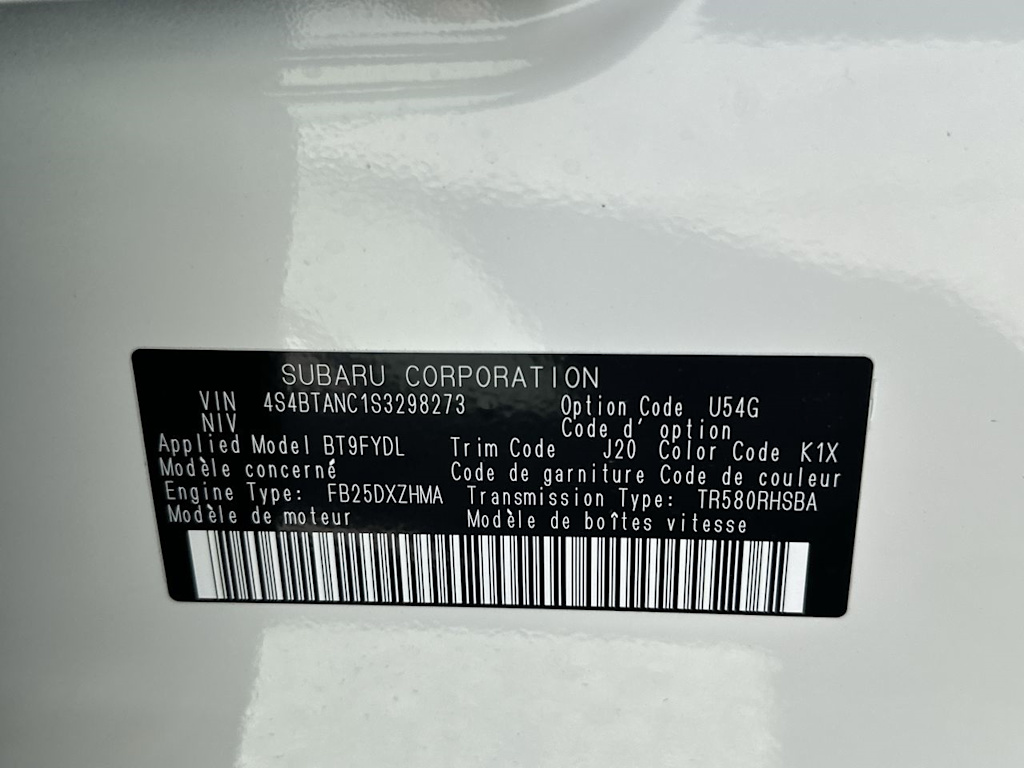 SUBARU CORPORATION
VIN 4S4BTANC1S3298273 Option Code U54G
NIV Code d' option
Applied Model BT9FYDL Trim Code J20 Color Code K1X
Modèle concerné Code de garniture Code de couleur
Engine Type: FB25DXZHMA Transmission Type: TR580RHSBA
Modèle de moteur Modèle de boîtes vitesse